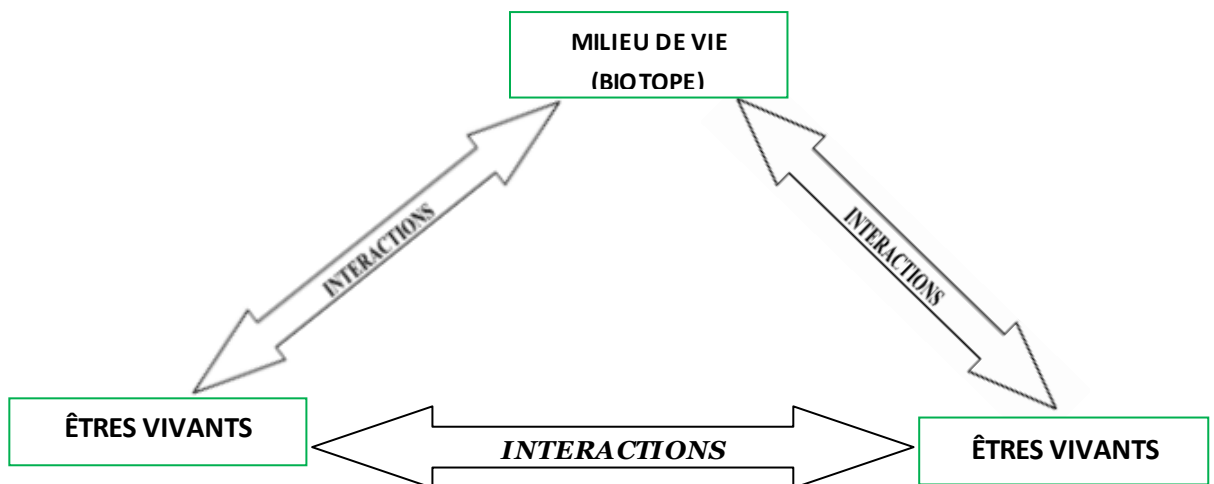 MILIEU DE VIE
(BIOTOPE)
INTERACTIONS
INTERACTIONS
ÊTRES VIVANTS
INTERACTIONS
ÊTRES VIVANTS